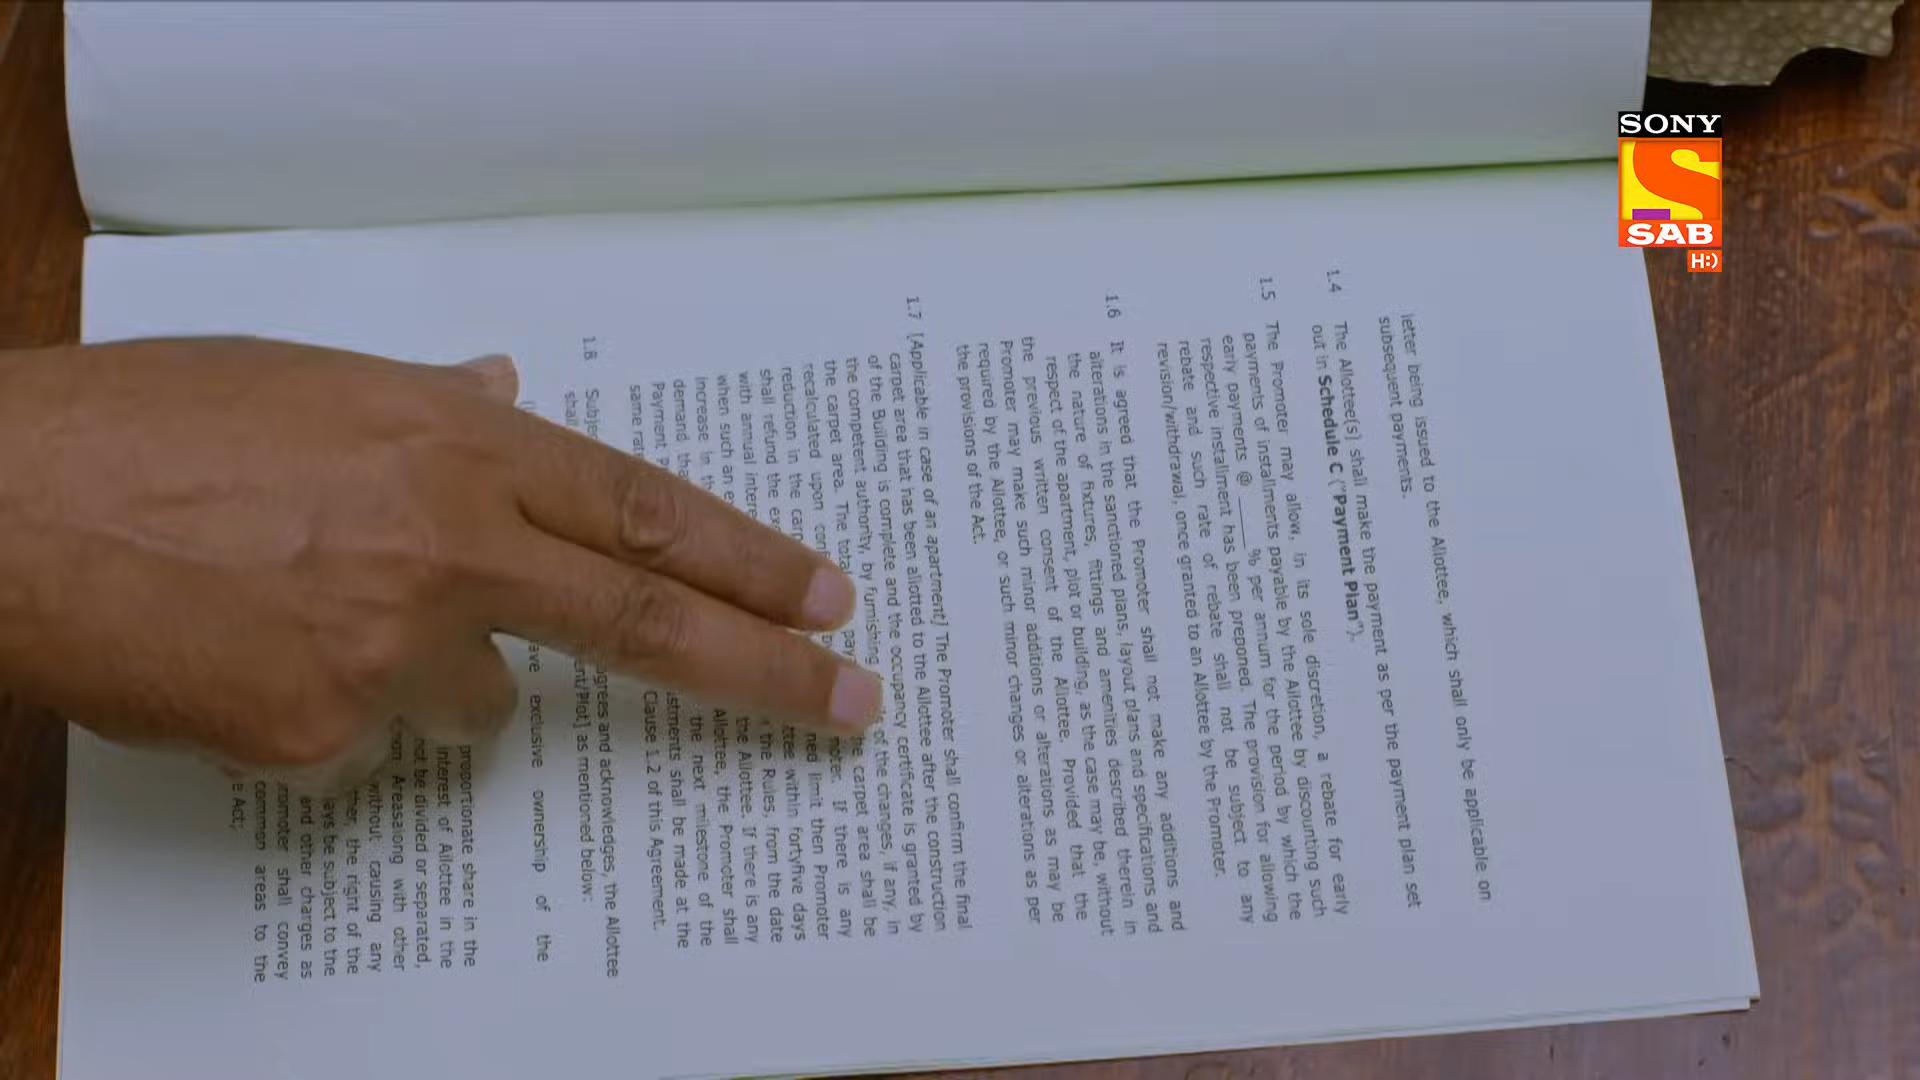 SONY
SAB
H:)
letter being issued to the Allottee, which shall only be applicable on
subsequent payments.
1.4 The Allottee(s) shall make the payment as per the payment plan set
out in Schedule C ("Payment Plan").
1.5 The Promoter may allow, in its sole discretion, a rebate for early
payments of installments payable by the Allottee by discounting such
early payments @ _____ % per annum for the period by which the
respective installment has been preponed. The provision for allowing
rebate and such rate of rebate shall not be subject to any
revision/withdrawal, once granted to an Allottee by the Promoter.
1.6 It is agreed that the Promoter shall not make any additions and
alterations in the sanctioned plans, layout plans and specifications and
the nature of fixtures, fittings and amenities described therein in
respect of the apartment, plot or building, as the case may be, without
the previous written consent of the Allottee. Provided that the
Promoter may make such minor additions or alterations as may be
required by the Allottee, or such minor changes or alterations as per
the provisions of the Act.
1.7 [Applicable in case of an apartment] The Promoter shall confirm the final
carpet area that has been allotted to the Allottee after the construction
of the Building is complete and the occupancy certificate is granted by
the competent authority, by furnishing of the changes, if any, in
the carpet area. The total carpet area shall be
recalculated upon If there is any
reduction in the limit then Promoter
shall refund the within fortyfive days
with annual the Rules, from the date
when such an the Allottee. If there is any
increase in Allottee, the Promoter shall
demand the next milestone of the
Payment shall be made at the
same Clause 1.2 of this Agreement.
1.8 agrees and acknowledges, the Allottee
as mentioned below:
exclusive ownership of the
proportionate share in the
interest of Allottee in the
not be divided or separated,
Areasalong with other
without causing any
the right of the
be subject to the
and other charges as
shall convey
common areas to the
Act;